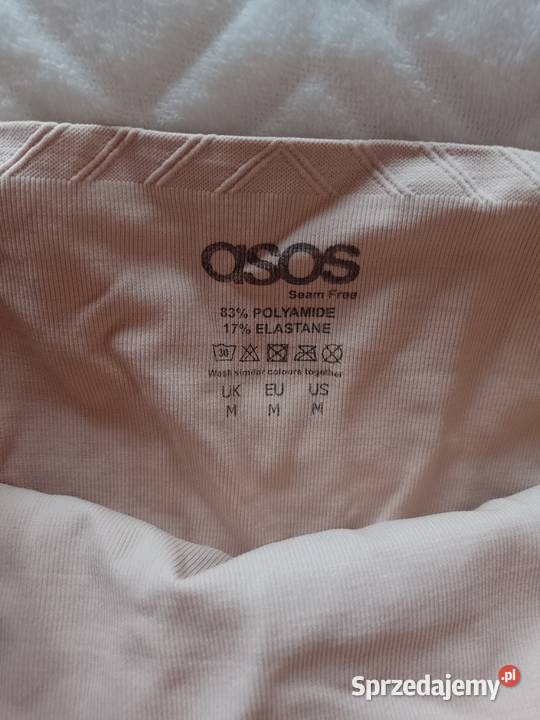 asos
Seam Free
83% POLYAMIDE
17% ELASTANE
30
Wash similar colours together
UK EU US
M M M
Sprzedajemy.pl